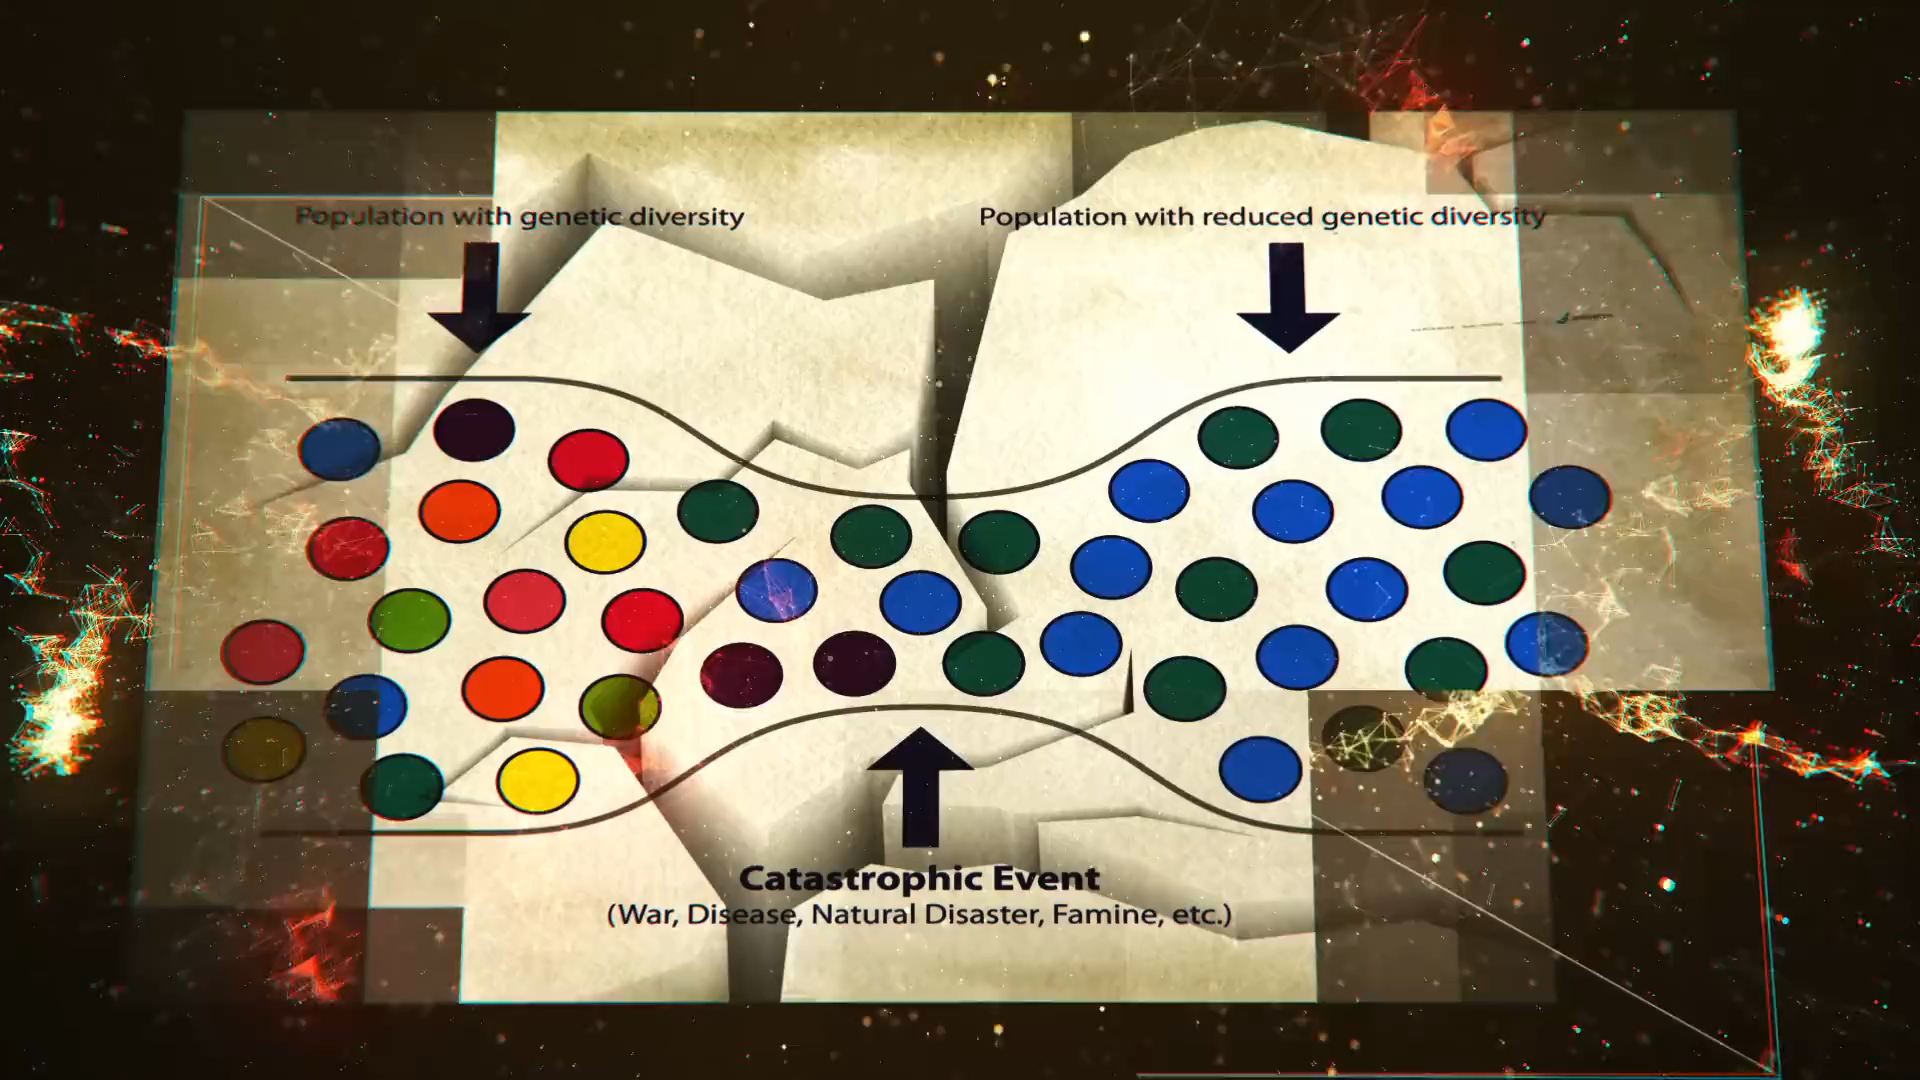 Population with genetic diversity
Population with reduced genetic diversity
Catastrophic Event
(War, Disease, Natural Disaster, Famine, etc.)